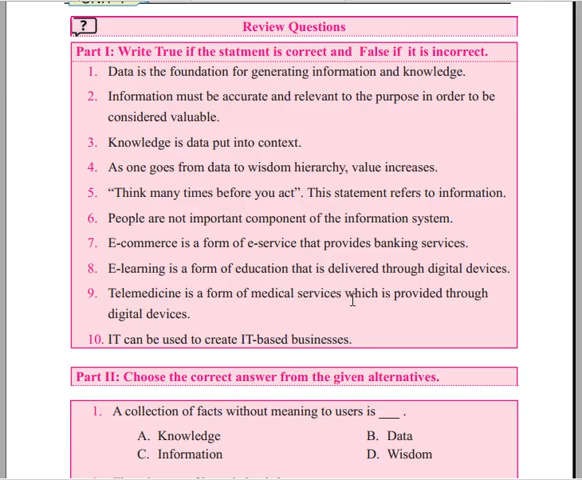 ?
Review Questions
Part I: Write True if the statment is correct and False if it is incorrect.
1. Data is the foundation for generating information and knowledge.
2. Information must be accurate and relevant to the purpose in order to be
considered valuable.
3. Knowledge is data put into context.
4. As one goes from data to wisdom hierarchy, value increases.
5. “Think many times before you act”. This statement refers to information.
6. People are not important component of the information system.
7. E-commerce is a form of e-service that provides banking services.
8. E-learning is a form of education that is delivered through digital devices.
9. Telemedicine is a form of medical services which is provided through
digital devices.
10. IT can be used to create IT-based businesses.
Part II: Choose the correct answer from the given alternatives.
1. A collection of facts without meaning to users is ___ .
A. Knowledge B. Data
C. Information D. Wisdom